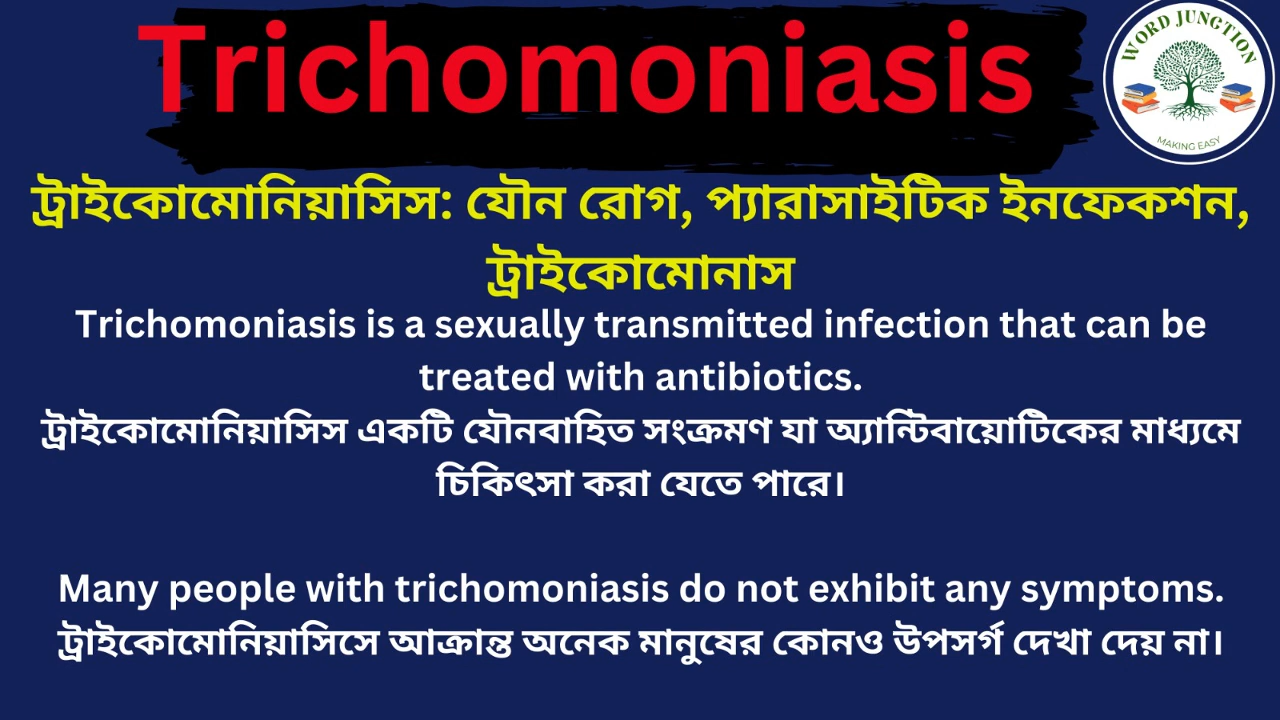 Trichomoniasis
WORD JUNGTION
MAKING EASY
ট্রাইকোমোনিয়াসিস: যৌন রোগ, প্যারাসাইটিক ইনফেকশন,
ট্রাইকোমোনাস
Trichomoniasis is a sexually transmitted infection that can be
treated with antibiotics.
ট্রাইকোমোনিয়াসিস একটি যৌনবাহিত সংক্রমণ যা অ্যান্টিবায়োটিকের মাধ্যমে
চিকিৎসা করা যেতে পারে।
Many people with trichomoniasis do not exhibit any symptoms.
ট্রাইকোমোনিয়াসিসে আক্রান্ত অনেক মানুষের কোনও উপসর্গ দেখা দেয় না।